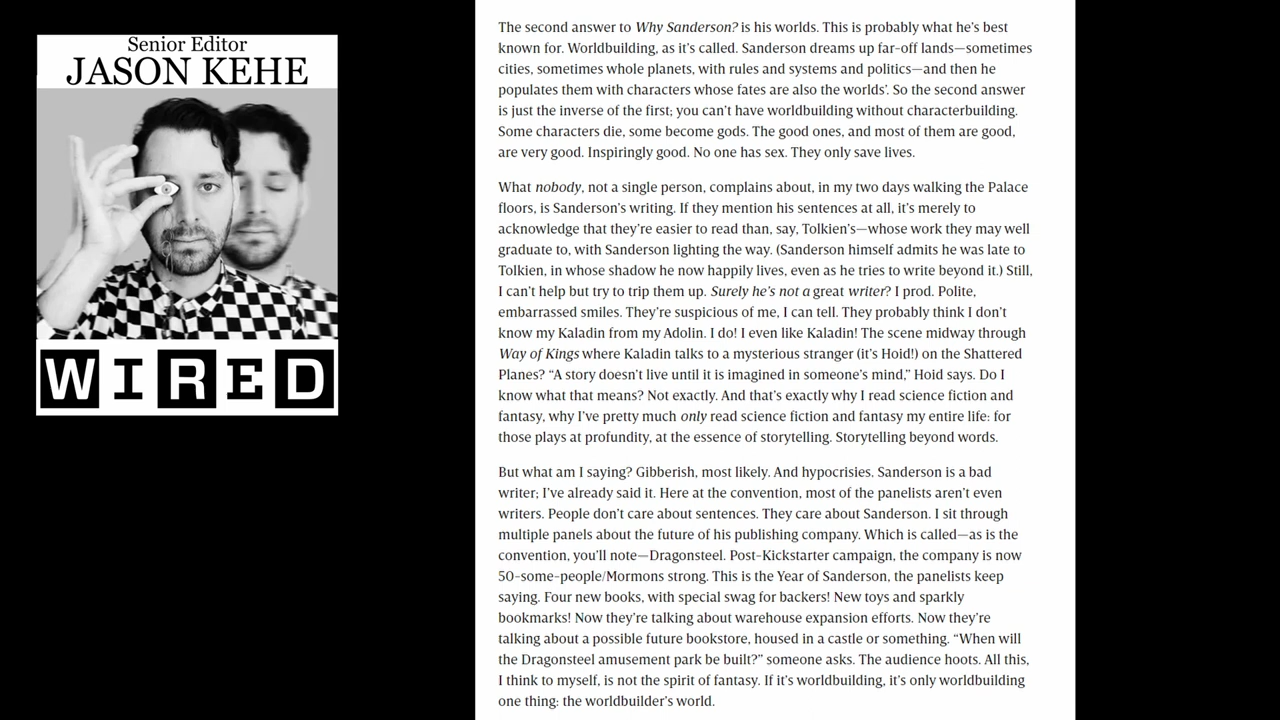 Senior Editor
JASON KEHE
WIRED
The second answer to Why Sanderson? is his worlds. This is probably what he's best
known for. Worldbuilding, as it's called. Sanderson dreams up far-off lands—sometimes
cities, sometimes whole planets, with rules and systems and politics—and then he
populates them with characters whose fates are also the worlds'. So the second answer
is just the inverse of the first; you can't have worldbuilding without characterbuilding.
Some characters die, some become gods. The good ones, and most of them are good,
are very good. Inspiringly good. No one has sex. They only save lives.
What nobody, not a single person, complains about, in my two days walking the Palace
floors, is Sanderson's writing. If they mention his sentences at all, it's merely to
acknowledge that they're easier to read than, say, Tolkien's—whose work they may well
graduate to, with Sanderson lighting the way. (Sanderson himself admits he was late to
Tolkien, in whose shadow he now happily lives, even as he tries to write beyond it.) Still,
I can't help but try to trip them up. Surely he's not a great writer? I prod. Polite,
embarrassed smiles. They're suspicious of me, I can tell. They probably think I don't
know my Kaladin from my Adolin. I do! I even like Kaladin! The scene midway through
Way of Kings where Kaladin talks to a mysterious stranger (it's Hoid!) on the Shattered
Planes? “A story doesn't live until it is imagined in someone's mind,” Hoid says. Do I
know what that means? Not exactly. And that's exactly why I read science fiction and
fantasy, why I've pretty much only read science fiction and fantasy my entire life: for
those plays at profundity, at the essence of storytelling. Storytelling beyond words.
But what am I saying? Gibberish, most likely. And hypocrisies. Sanderson is a bad
writer; I've already said it. Here at the convention, most of the panelists aren't even
writers. People don't care about sentences. They care about Sanderson. I sit through
multiple panels about the future of his publishing company. Which is called—as is the
convention, you'll note—Dragonsteel. Post-Kickstarter campaign, the company is now
50-some-people/Mormons strong. This is the Year of Sanderson, the panelists keep
saying. Four new books, with special swag for backers! New toys and sparkly
bookmarks! Now they're talking about warehouse expansion efforts. Now they're
talking about a possible future bookstore, housed in a castle or something. “When will
the Dragonsteel amusement park be built?” someone asks. The audience hoots. All this,
I think to myself, is not the spirit of fantasy. If it's worldbuilding, it's only worldbuilding
one thing: the worldbuilder's world.